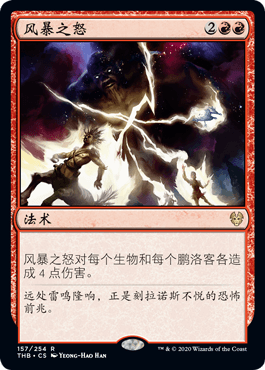 风暴之怒 2
法术
风暴之怒对每个生物和每个鹏洛客各造
成 4 点伤害。
远处雷鸣隆响，正是刻拉诺斯不悦的恐怖
前兆。
157/254 R
THB • CS Yeong-Hao Han
™ & © 2020 Wizards of the Coast